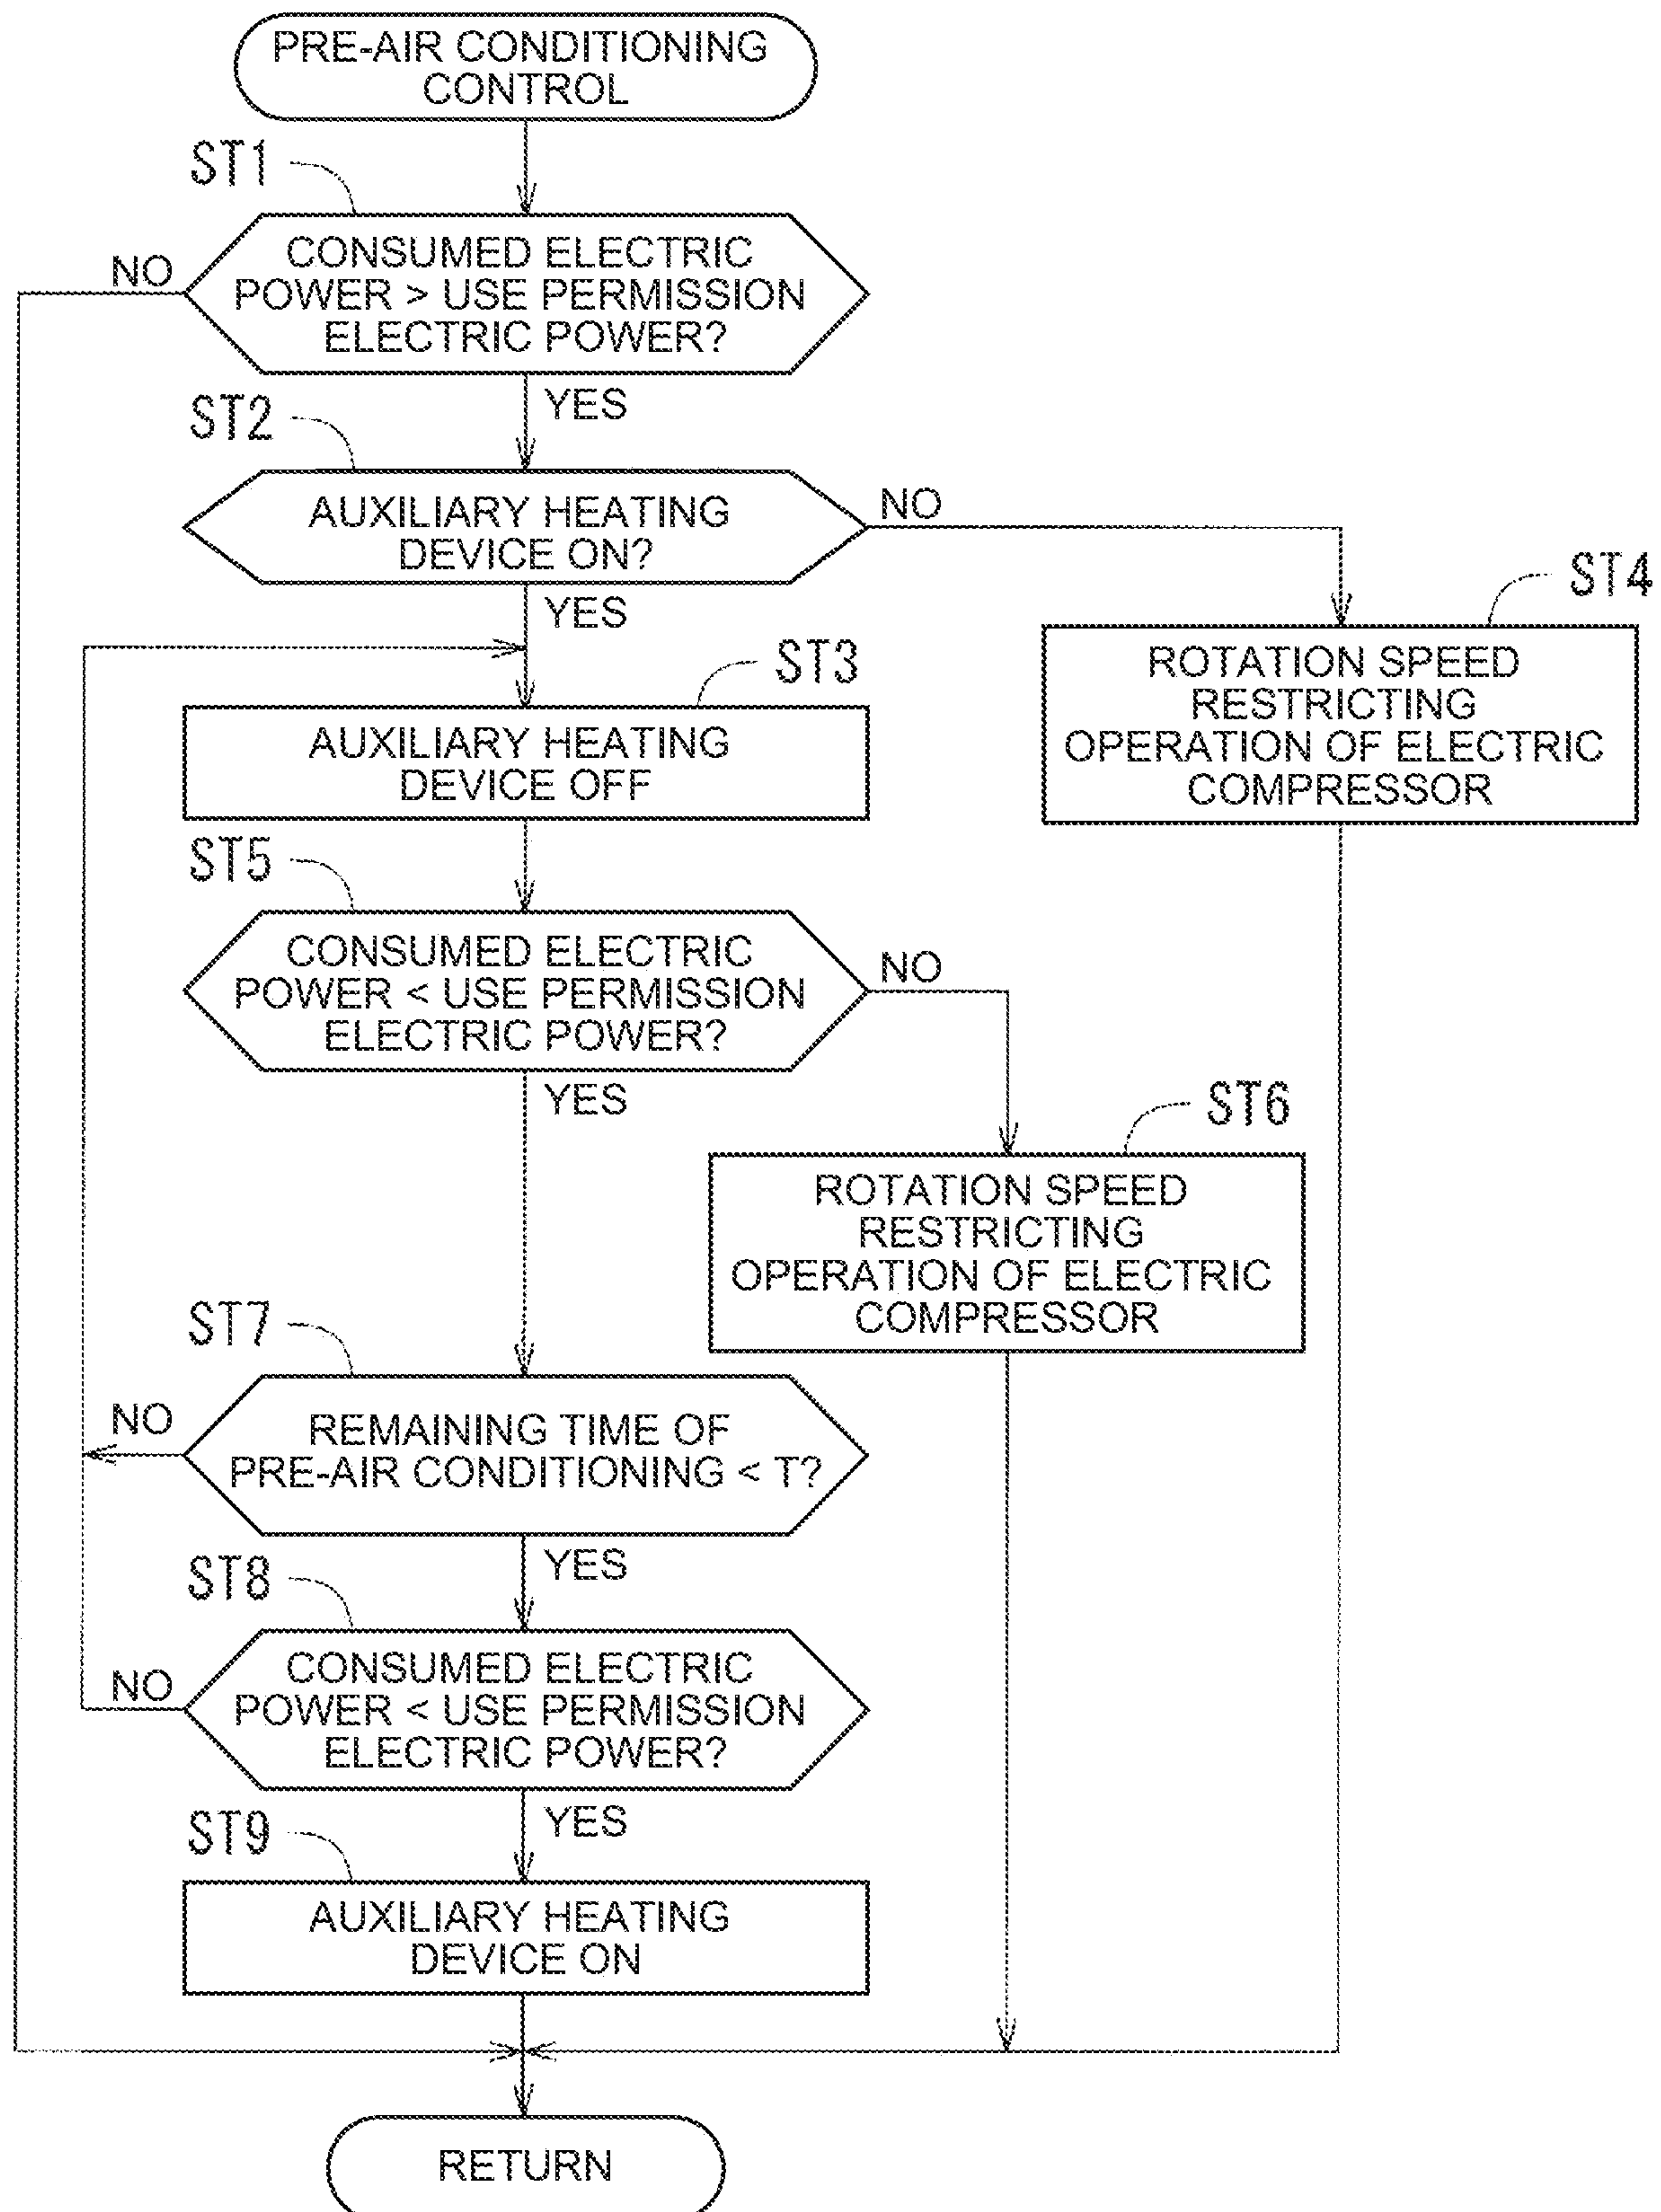 PRE-AIR CONDITIONING
CONTROL
ST1
CONSUMED ELECTRIC
POWER > USE PERMISSION
ELECTRIC POWER?
NO
YES
ST2
AUXILIARY HEATING
DEVICE ON?
NO
YES
ST4
ROTATION SPEED
RESTRICTING
OPERATION OF ELECTRIC
COMPRESSOR
ST3
AUXILIARY HEATING
DEVICE OFF
ST5
CONSUMED ELECTRIC
POWER < USE PERMISSION
ELECTRIC POWER?
NO
YES
ST6
ROTATION SPEED
RESTRICTING
OPERATION OF ELECTRIC
COMPRESSOR
ST7
REMAINING TIME OF
PRE-AIR CONDITIONING < T?
NO
YES
ST8
CONSUMED ELECTRIC
POWER < USE PERMISSION
ELECTRIC POWER?
NO
YES
ST9
AUXILIARY HEATING
DEVICE ON
RETURN